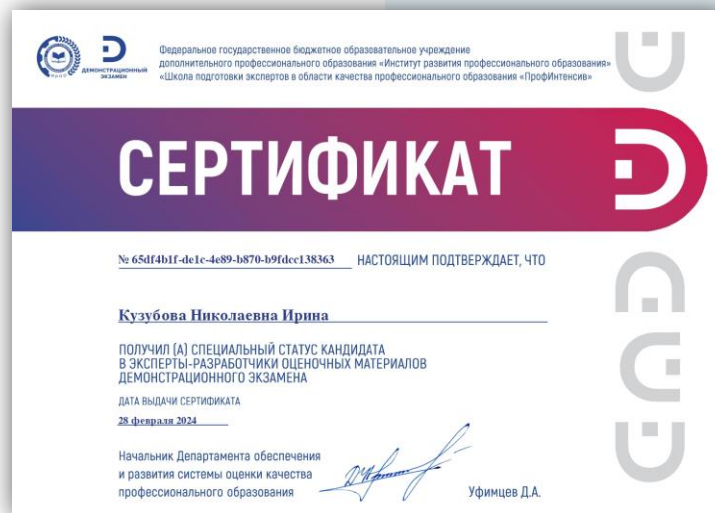 ДЕМОНСТРАЦИОННЫЙ
ЭКЗАМЕН
Федеральное государственное бюджетное образовательное учреждение
дополнительного профессионального образования «Институт развития профессионального образования»
«Школа подготовки экспертов в области качества профессионального образования «ПрофИнтенсив»
СЕРТИФИКАТ
№ 65df4b1f-de1c-4e89-b870-b9fdcc138363 НАСТОЯЩИМ ПОДТВЕРЖДАЕТ, ЧТО
Кузубова Николаевна Ирина
ПОЛУЧИЛ (А) СПЕЦИАЛЬНЫЙ СТАТУС КАНДИДАТА
В ЭКСПЕРТЫ-РАЗРАБОТЧИКИ ОЦЕНОЧНЫХ МАТЕРИАЛОВ
ДЕМОНСТРАЦИОННОГО ЭКЗАМЕНА
ДАТА ВЫДАЧИ СЕРТИФИКАТА
28 февраля 2024
Начальник Департамента обеспечения
и развития системы оценки качества
профессионального образования Уфимцев Д.А.